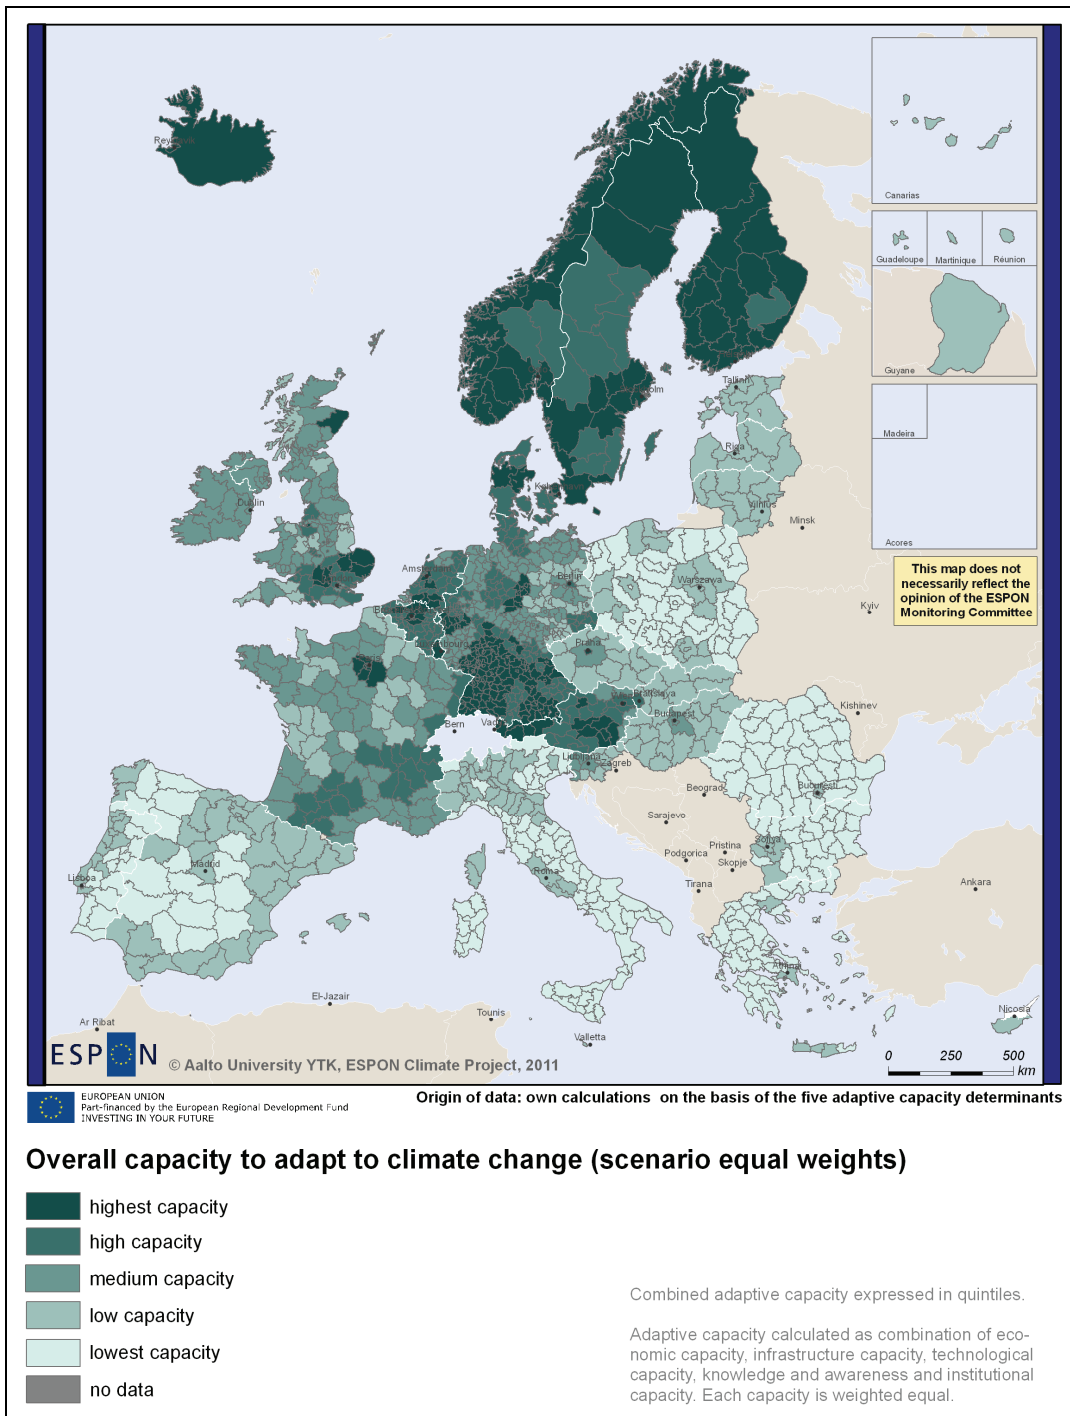 Reykjavik
Canarias
Guadeloupe
Martinique
Réunion
Guyane
Madeira
Acores
This map does not
necessarily reflect the
opinion of the ESPON
Monitoring Committee
Tallinn
Riga
Vilnius
Minsk
Dublin
Amsterdam
Berlin
Warszawa
Kyiv
Praha
Bratislava
Budapest
Kishinev
Bern
Ljubljana
Zagreb
Beograd
Bucuresti
Sarajevo
Pristina
Sofiya
Podgorica
Skopje
Tirana
Ankara
Madrid
Lisboa
Roma
Athinai
Nicosia
El-Jazair
Tounis
Ar Ribat
Valletta
0 250 500
km
ESPON
© Aalto University YTK, ESPON Climate Project, 2011
EUROPEAN UNION
Part-financed by the European Regional Development Fund
INVESTING IN YOUR FUTURE
Origin of data: own calculations on the basis of the five adaptive capacity determinants
Overall capacity to adapt to climate change (scenario equal weights)
highest capacity
high capacity
medium capacity
low capacity
lowest capacity
no data
Combined adaptive capacity expressed in quintiles.
Adaptive capacity calculated as combination of eco-
nomic capacity, infrastructure capacity, technological
capacity, knowledge and awareness and institutional
capacity. Each capacity is weighted equal.